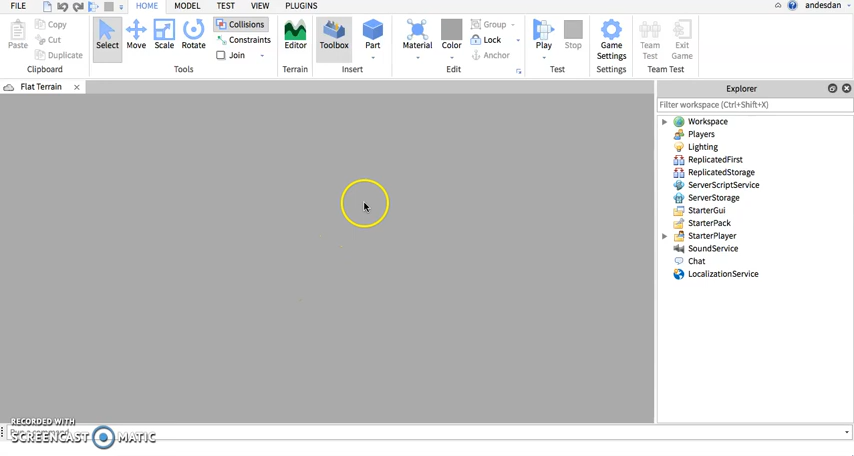 FILE HOME MODEL TEST VIEW PLUGINS andesdan
Paste Copy Cut Duplicate Select Move Scale Rotate Collisions Constraints Join Editor Toolbox Part Material Color Group Lock Anchor Play Stop Game Settings Team Test Exit Game
Clipboard Tools Terrain Insert Edit Test Settings Team Test
Flat Terrain Explorer
Filter workspace (Ctrl+Shift+X)
Workspace
Players
Lighting
ReplicatedFirst
ReplicatedStorage
ServerScriptService
ServerStorage
StarterGui
StarterPack
StarterPlayer
SoundService
Chat
LocalizationService
RECORDED WITH
SCREENCAST MATIC